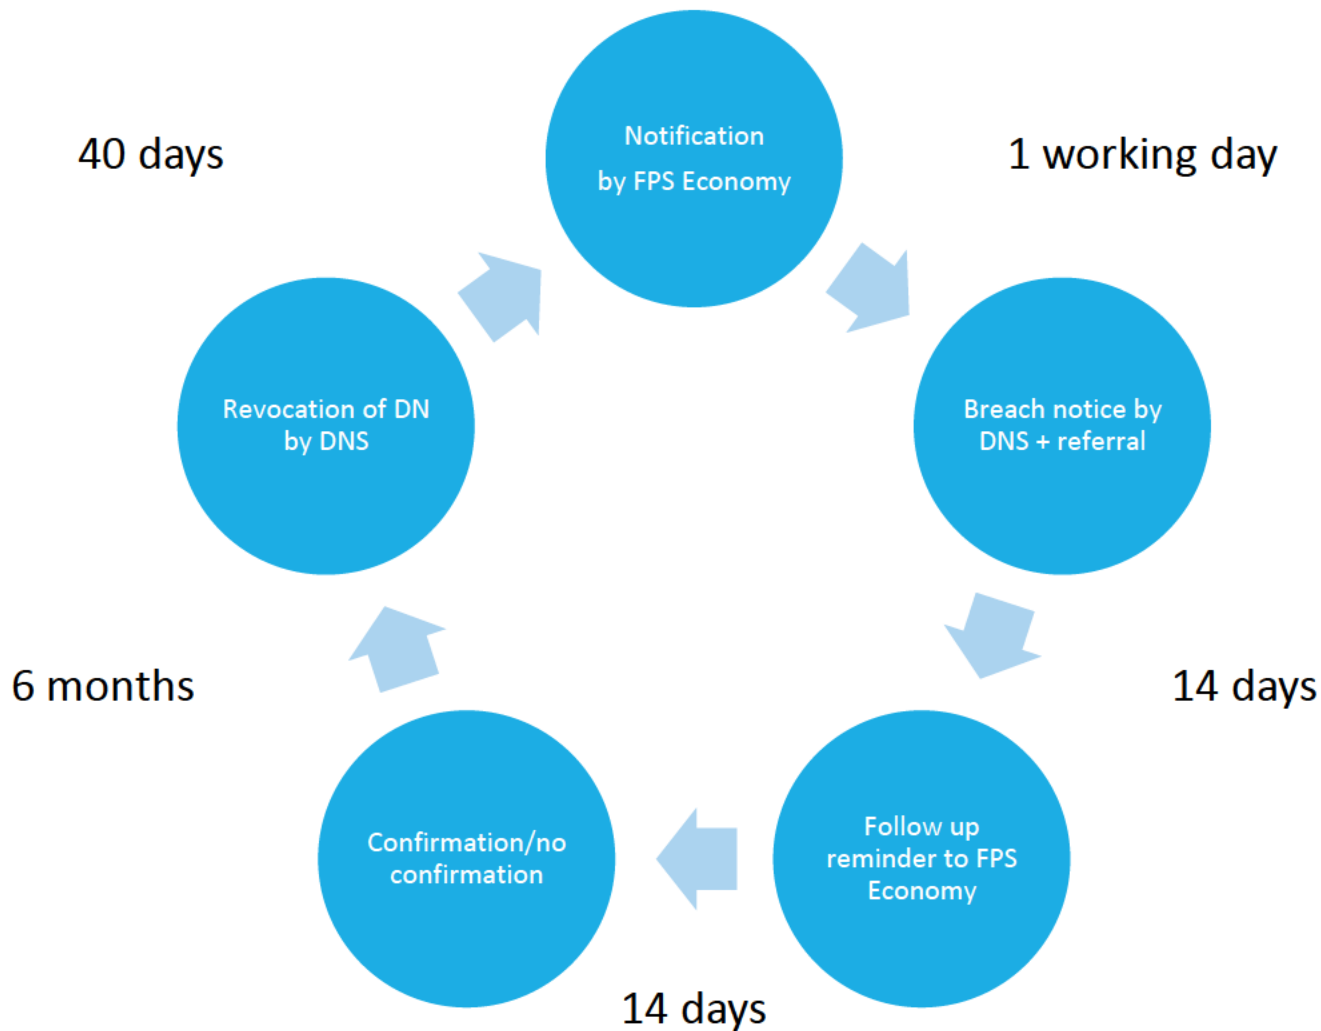 Notification
by FPS Economy
1 working day
Breach notice by
DNS + referral
14 days
Follow up
reminder to FPS
Economy
14 days
Confirmation/no
confirmation
6 months
Revocation of DN
by DNS
40 days